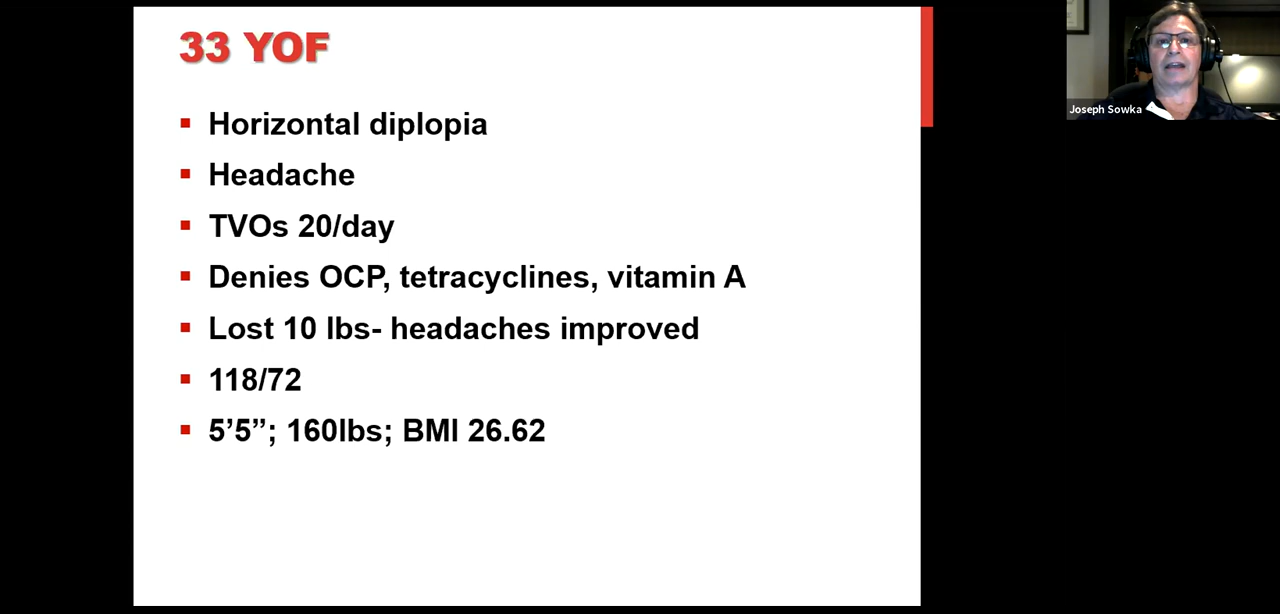 33 YOF
Horizontal diplopia
Headache
TVOs 20/day
Denies OCP, tetracyclines, vitamin A
Lost 10 lbs- headaches improved
118/72
5’5”; 160lbs; BMI 26.62
Joseph Sowka